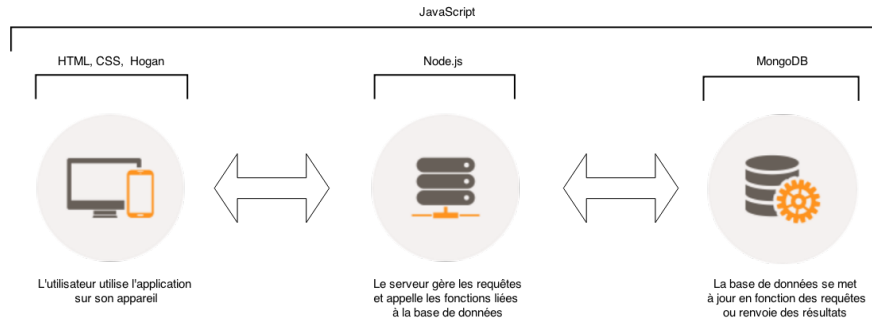 JavaScript
HTML, CSS, Hogan
Node.js
MongoDB
L'utilisateur utilise l'application
sur son appareil
Le serveur gère les requêtes
et appelle les fonctions liées
à la base de données
La base de données se met
à jour en fonction des requêtes
ou renvoie des résultats